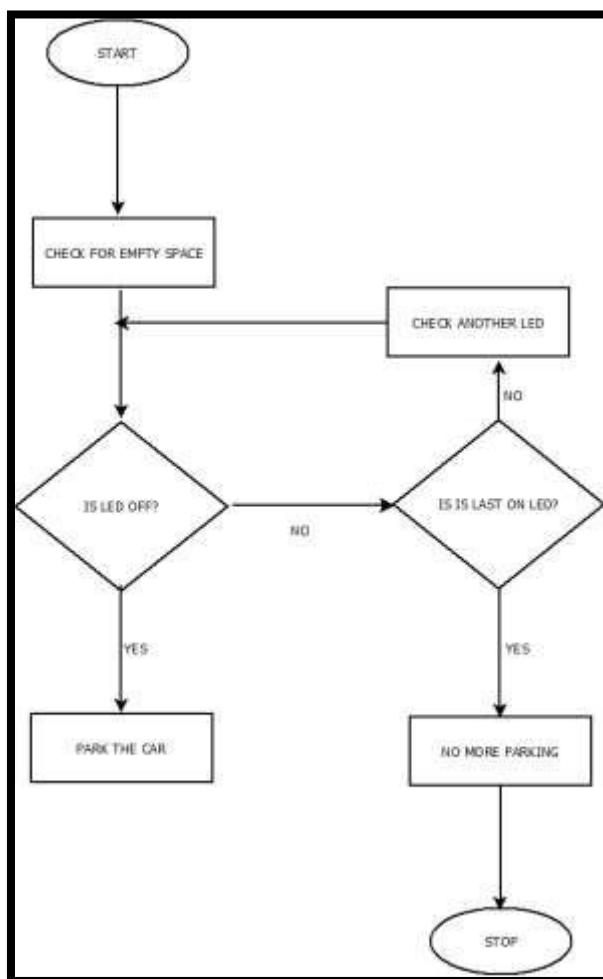 START
CHECK FOR EMPTY SPACE
CHECK ANOTHER LED
NO
IS LED OFF?
IS IS LAST ON LED?
NO
YES
YES
PARK THE CAR
NO MORE PARKING
STOP